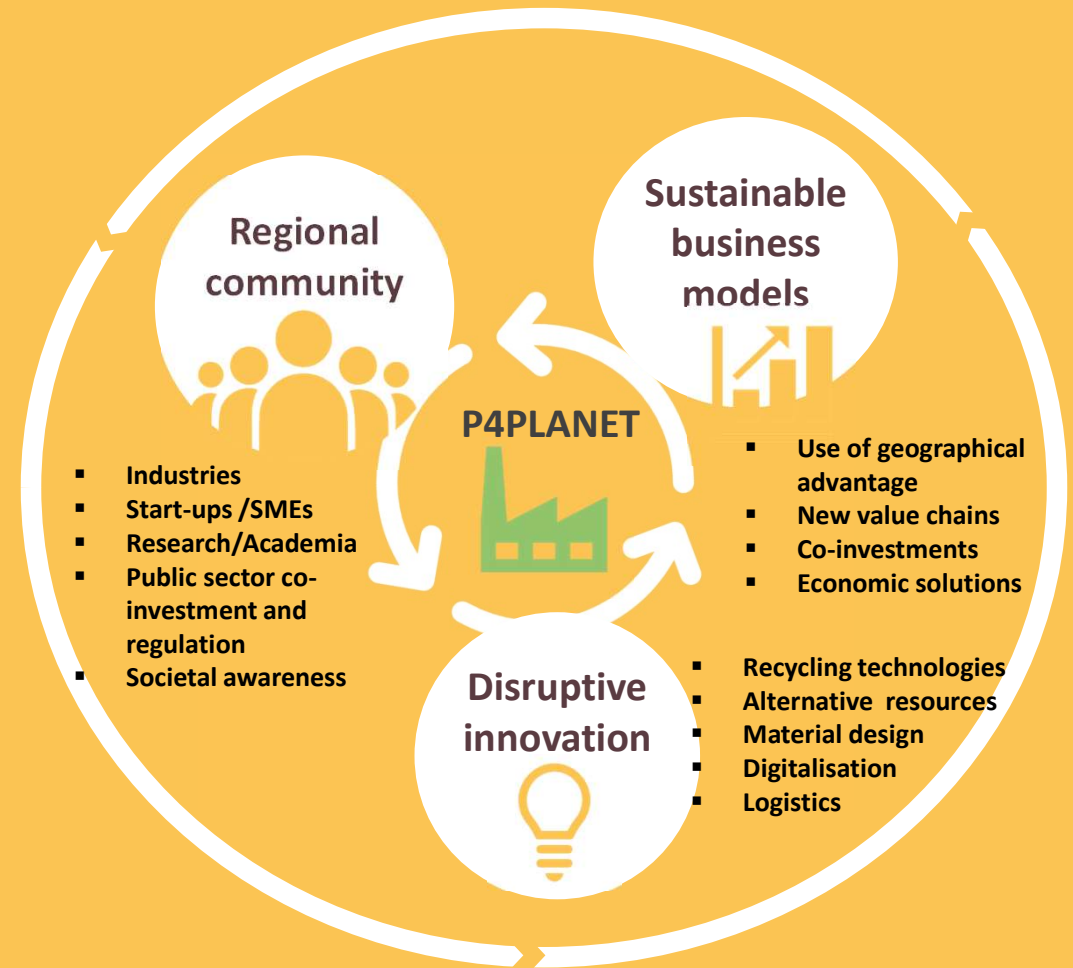 Regional
community
Sustainable
business
models
P4PLANET
▪ Industries
▪ Start-ups /SMEs
▪ Research/Academia
▪ Public sector co-
investment and
regulation
▪ Societal awareness
▪ Use of geographical
advantage
▪ New value chains
▪ Co-investments
▪ Economic solutions
Disruptive
innovation
▪ Recycling technologies
▪ Alternative  resources
▪ Material design
▪ Digitalisation
▪ Logistics